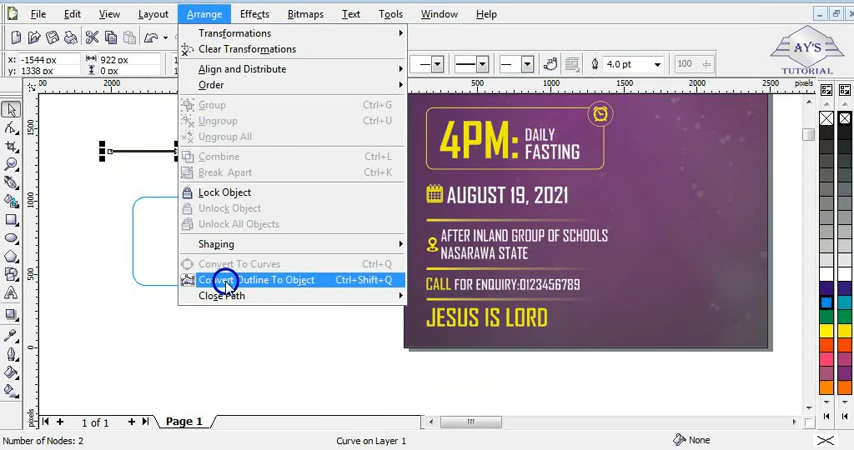 File Edit View Layout Arrange Effects Bitmaps Text Tools Window Help
x: -1544 px
y: 1338 px
922 px
0 px
4.0 pt
100
AY'S
TUTORIAL
Transformations
Clear Transformations
Align and Distribute
Order
Group Ctrl+G
Ungroup Ctrl+U
Ungroup All
Combine Ctrl+L
Break Apart Ctrl+K
Lock Object
Unlock Object
Unlock All Objects
Shaping
Convert To Curves Ctrl+Q
Convert Outline To Object Ctrl+Shift+Q
Close Path
2500 2000 500 1000 1500 2000 2500 pixels
1500
1000
500
0
4PM: DAILY
FASTING
AUGUST 19, 2021
AFTER INLAND GROUP OF SCHOOLS
NASARAWA STATE
CALL FOR ENQUIRY:0123456789
JESUS IS LORD
1 of 1 Page 1
Number of Nodes: 2 Curve on Layer 1 None